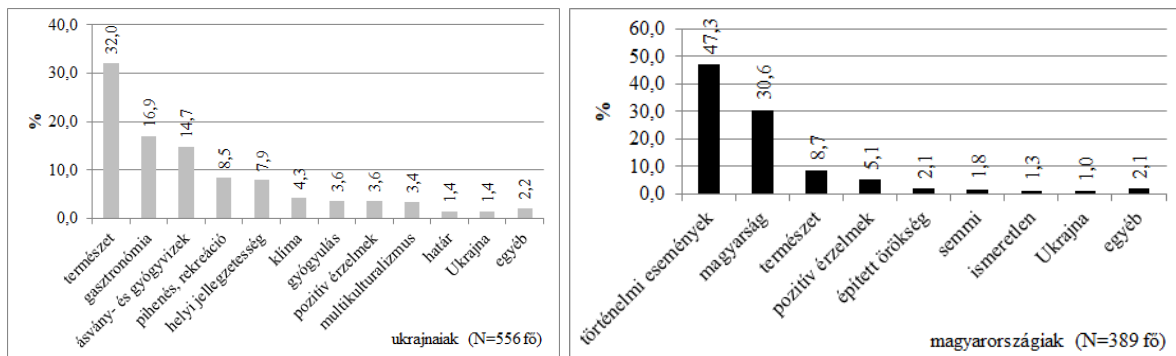 40,0
30,0
20,0
10,0
0,0
%
32,0
16,9
14,7
8,5
7,9
4,3
3,6
3,6
3,4
1,4
1,4
2,2
természet
gasztronómia
ásvány- és gyógyvizek
pihenés, rekreáció
helyi jellegzetesség
klíma
gyógyulás
pozitív érzelmek
multikulturalizmus
határ
Ukrajna
egyéb
ukrajnaiak (N=556 fő)
60,0
50,0
40,0
30,0
20,0
10,0
0,0
%
47,3
30,6
8,7
5,1
2,1
1,8
1,3
1,0
2,1
történelmi események
magyarság
természet
pozitív érzelmek
épített örökség
semmi
ismeretlen
Ukrajna
egyéb
magyarországiak (N=389 fő)